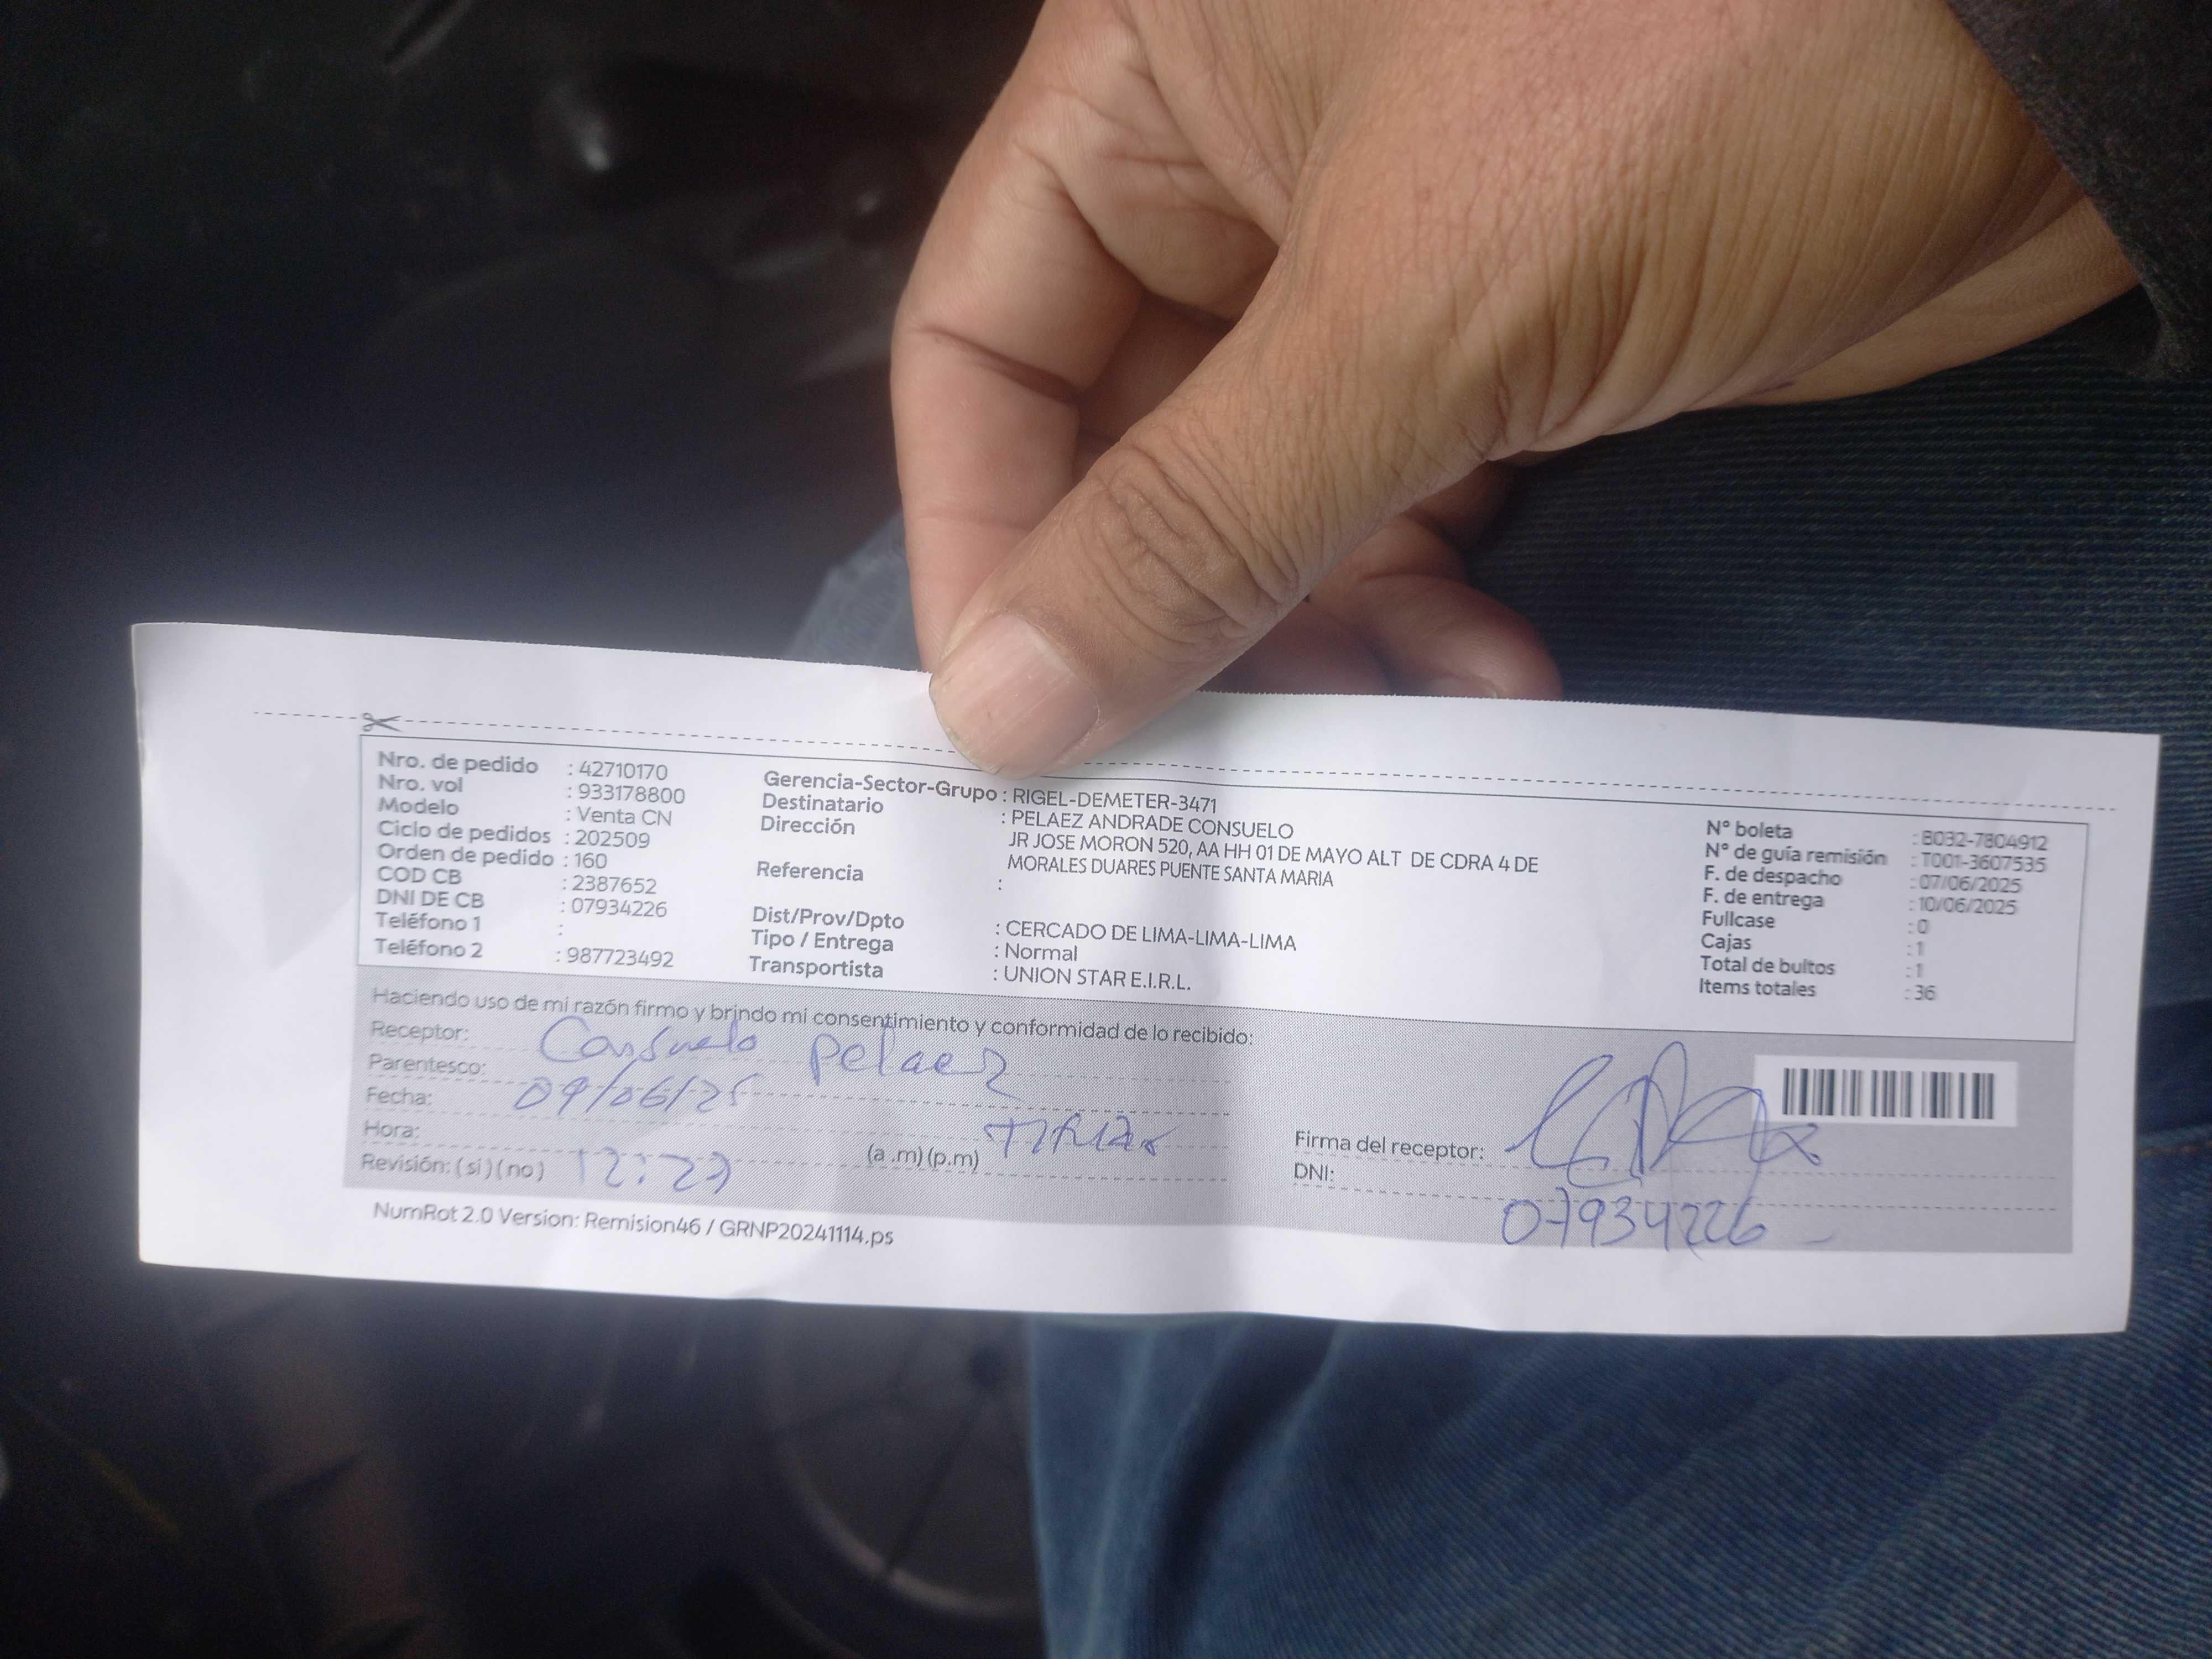 Nro. de pedido : 42710170
Nro. vol : 933178800
Modelo : Venta CN
Ciclo de pedidos : 202509
Orden de pedido : 160
COD CB : 2387652
DNI DE CB : 07934226
Teléfono 1 :
Teléfono 2 : 987723492
Gerencia-Sector-Grupo : RIGEL-DEMETER-3471
Destinatario : PELAEZ ANDRADE CONSUELO
Dirección JR JOSE MORON 520, AA HH 01 DE MAYO ALT DE CDRA 4 DE
MORALES DUARES PUENTE SANTA MARIA
Referencia :
Dist/Prov/Dpto : CERCADO DE LIMA-LIMA-LIMA
Tipo / Entrega : Normal
Transportista : UNION STAR E.I.R.L.
N° boleta : B032-7804912
N° de guía remisión : T001-3607535
F. de despacho : 07/06/2025
F. de entrega : 10/06/2025
Fullcase : 0
Cajas : 1
Total de bultos : 1
Items totales : 36
Haciendo uso de mi razón firmo y brindo mi consentimiento y conformidad de lo recibido:
Receptor: Consuelo Pelaez
Parentesco:
Fecha: 09/06/25
Hora: (a .m) (p.m)
Revisión: (si) (no) 12:27
Firma del receptor:
DNI: 07934226
NumRot 2.0 Version: Remision46 / GRNP20241114.ps